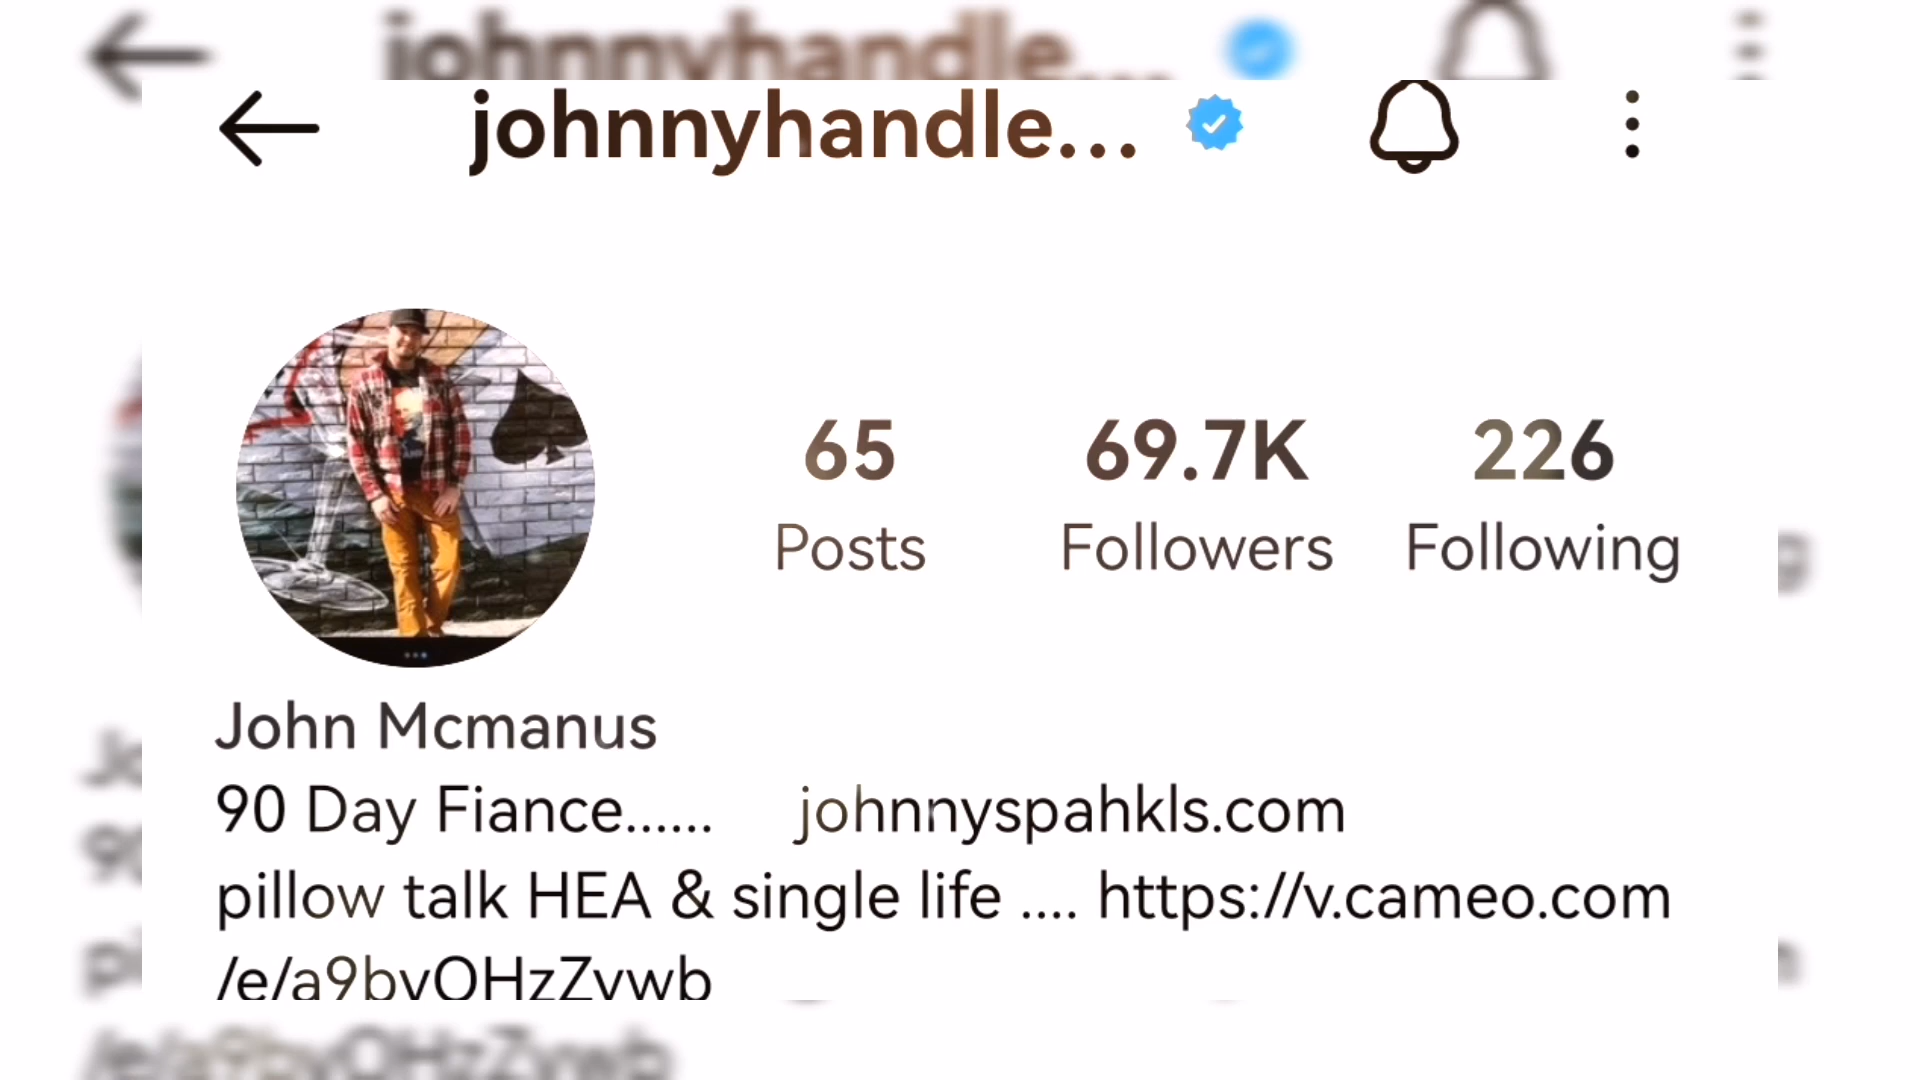 johnnyhandle...
65 69.7K 226
Posts Followers Following
John Mcmanus
90 Day Fiance...... johnnyspahkls.com
pillow talk HEA & single life .... https://v.cameo.com
/e/a9bvOHzZvwb